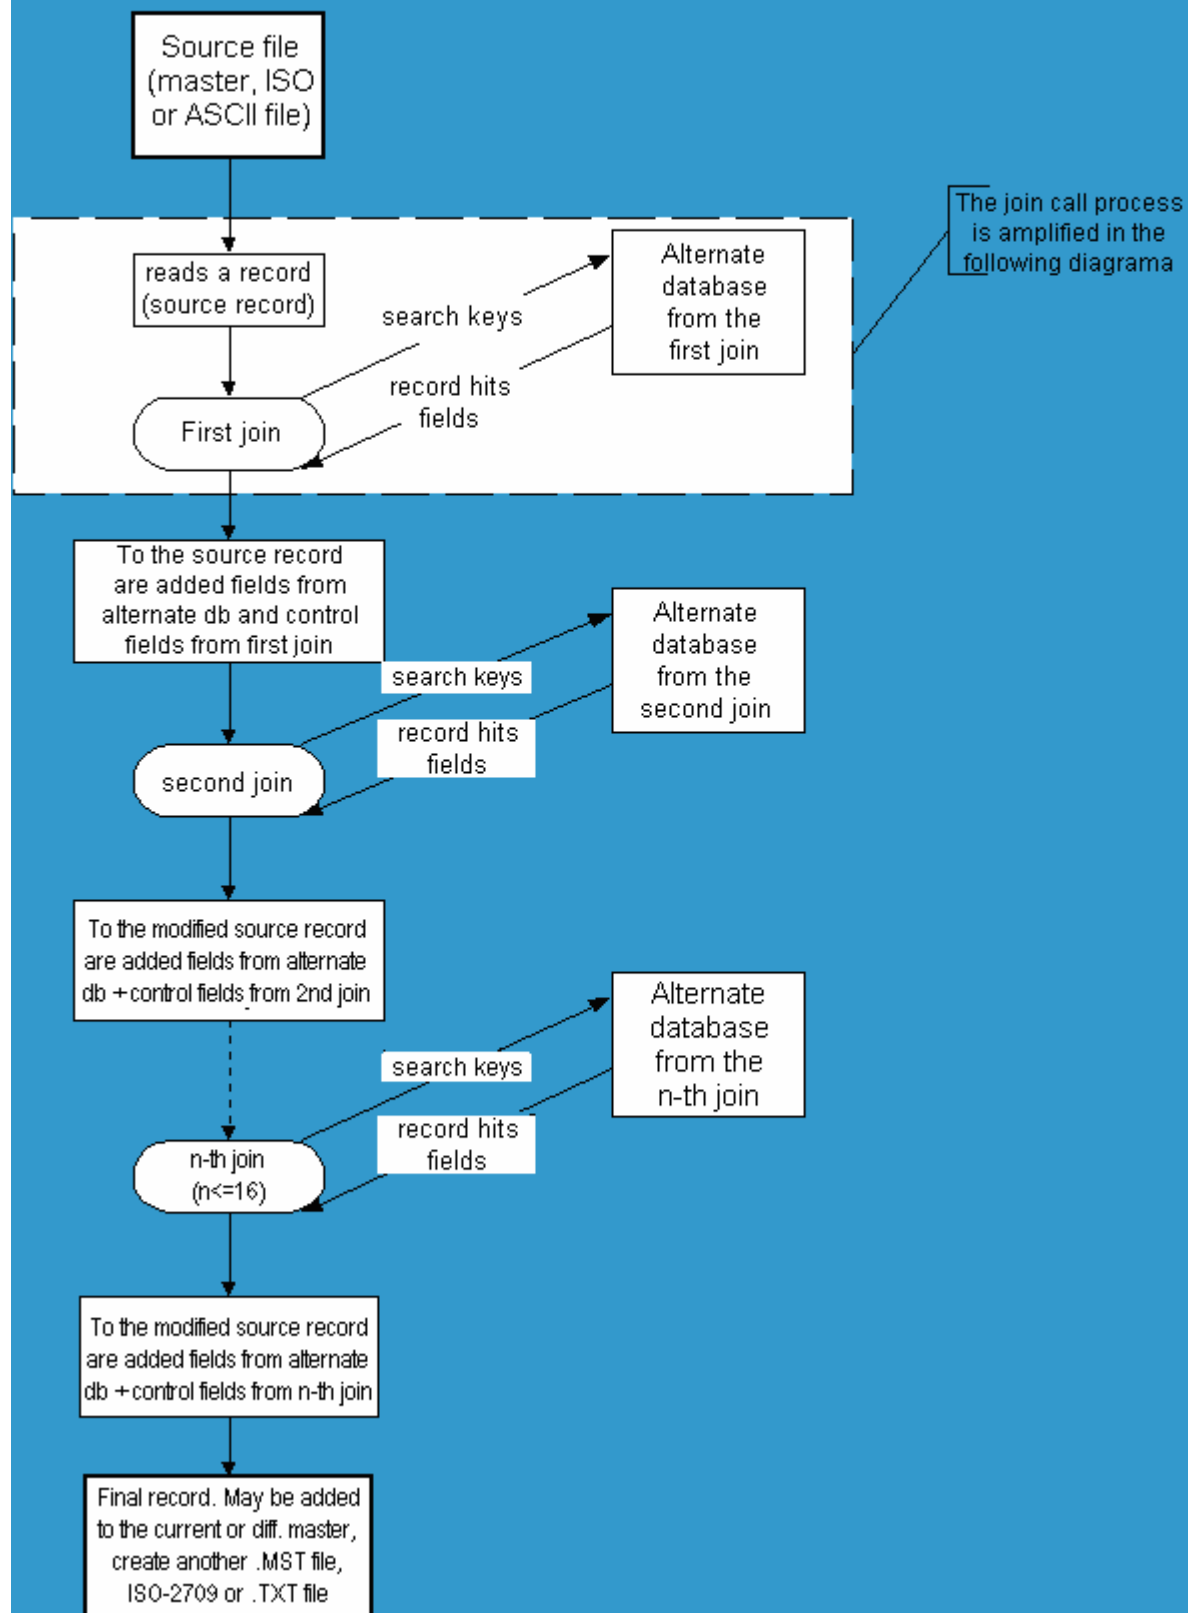 Source file
(master, ISO
or ASCII file)
The join call process
is amplified in the
following diagrama
reads a record
(source record)
search keys
Alternate
database
from the
first join
record hits
fields
First join
To the source record
are added fields from
alternate db and control
fields from first join
search keys
Alternate
database
from the
second join
record hits
fields
second join
To the modified source record
are added fields from alternate
db +control fields from 2nd join
search keys
Alternate
database
from the
n-th join
record hits
fields
n-th join
(n<=16)
To the modified source record
are added fields from alternate
db +control fields from n-th join
Final record. May be added
to the current or diff. master,
create another .MST file,
ISO-2709 or .TXT file